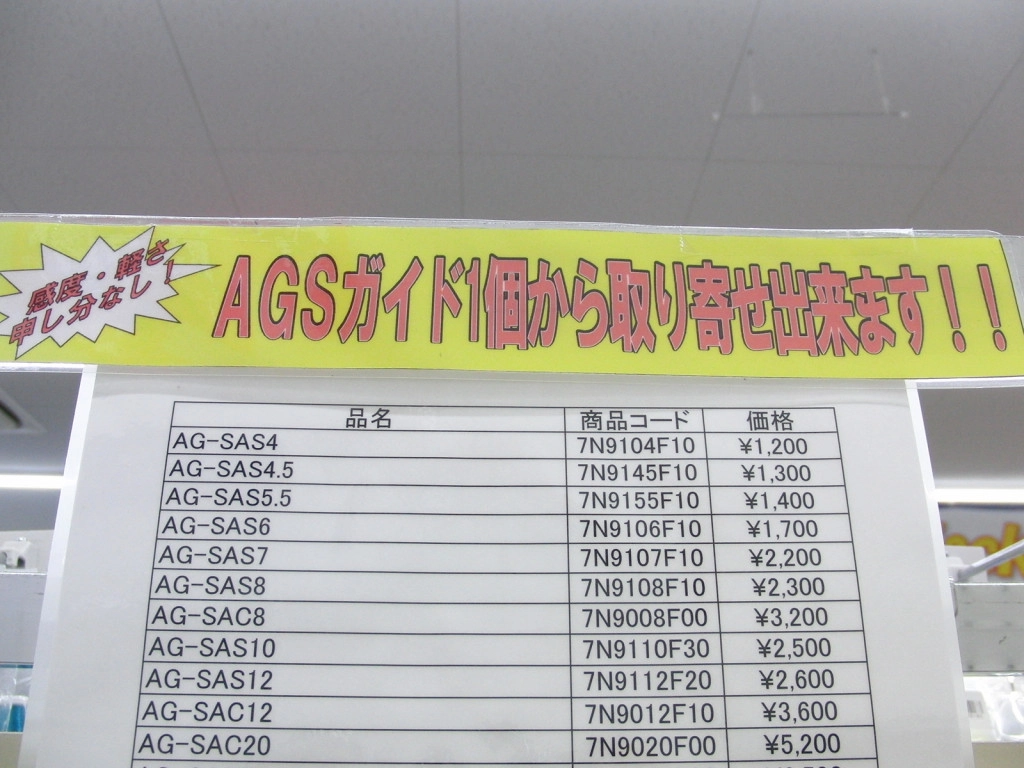 感度・軽さ
申し分なし!
AGSガイド1個から取り寄せ出来ます!!
品名 商品コード 価格
AG-SAS4 7N9104F10 ¥1,200
AG-SAS4.5 7N9145F10 ¥1,300
AG-SAS5.5 7N9155F10 ¥1,400
AG-SAS6 7N9106F10 ¥1,700
AG-SAS7 7N9107F10 ¥2,200
AG-SAS8 7N9108F10 ¥2,300
AG-SAC8 7N9008F00 ¥3,200
AG-SAS10 7N9110F30 ¥2,500
AG-SAS12 7N9112F20 ¥2,600
AG-SAC12 7N9012F10 ¥3,600
AG-SAC20 7N9020F00 ¥5,200